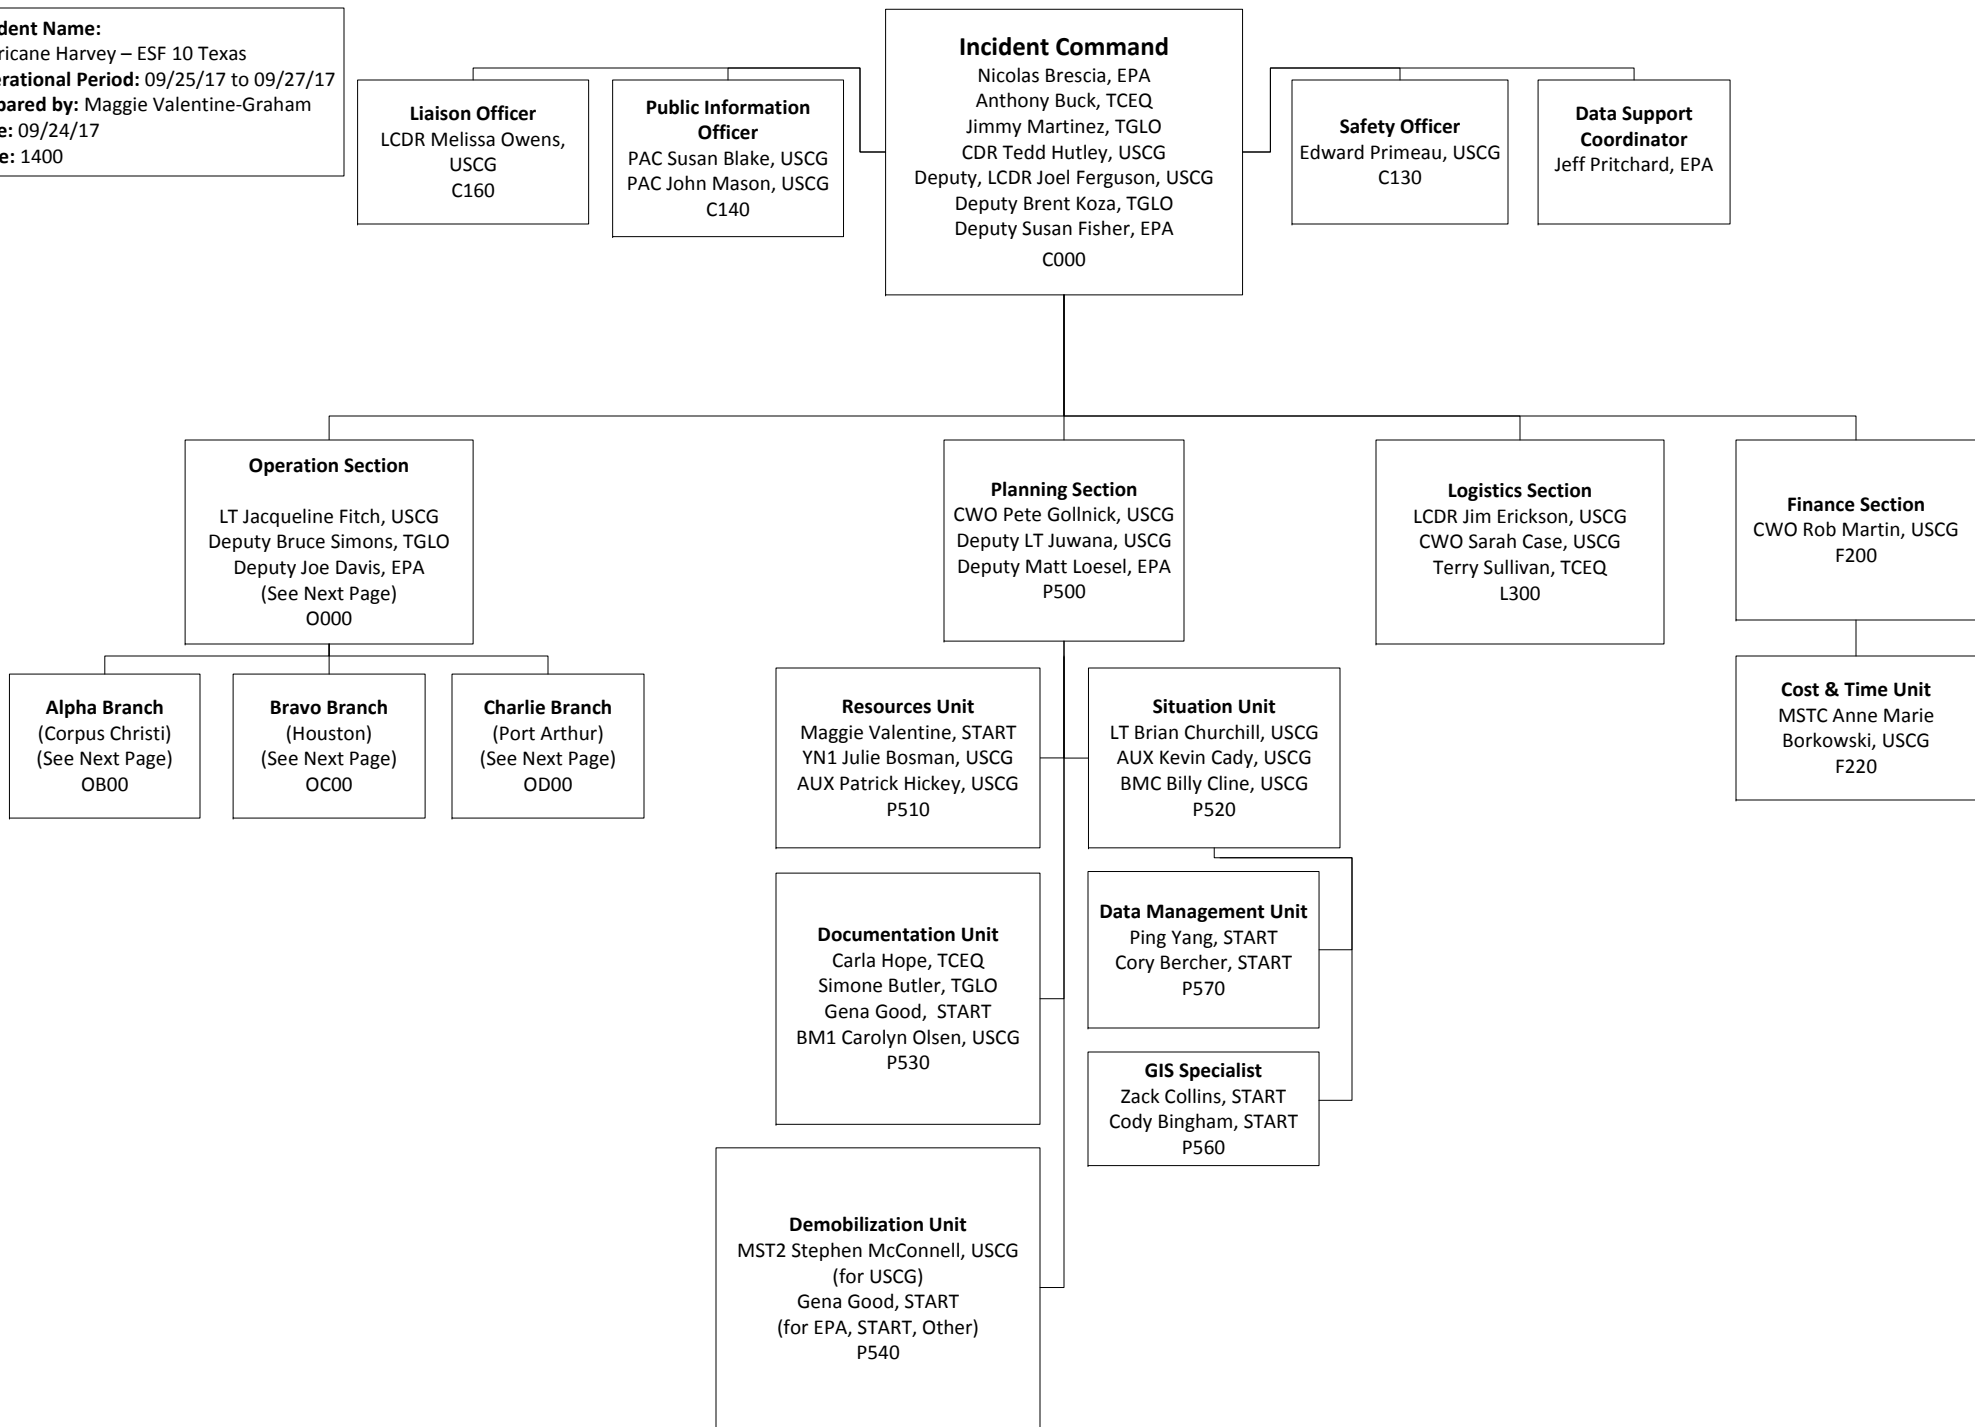 dent Name:
ricane Harvey – ESF 10 Texas
erational Period: 09/25/17 to 09/27/17
pared by: Maggie Valentine-Graham
e: 09/24/17
e: 1400
Liaison Officer
LCDR Melissa Owens,
USCG
C160
Public Information
Officer
PAC Susan Blake, USCG
PAC John Mason, USCG
C140
Incident Command
Nicolas Brescia, EPA
Anthony Buck, TCEQ
Jimmy Martinez, TGLO
CDR Tedd Hutley, USCG
Deputy, LCDR Joel Ferguson, USCG
Deputy Brent Koza, TGLO
Deputy Susan Fisher, EPA
C000
Safety Officer
Edward Primeau, USCG
C130
Data Support
Coordinator
Jeff Pritchard, EPA
Operation Section
LT Jacqueline Fitch, USCG
Deputy Bruce Simons, TGLO
Deputy Joe Davis, EPA
(See Next Page)
O000
Planning Section
CWO Pete Gollnick, USCG
Deputy LT Juwana, USCG
Deputy Matt Loesel, EPA
P500
Logistics Section
LCDR Jim Erickson, USCG
CWO Sarah Case, USCG
Terry Sullivan, TCEQ
L300
Finance Section
CWO Rob Martin, USCG
F200
Alpha Branch
(Corpus Christi)
(See Next Page)
OB00
Bravo Branch
(Houston)
(See Next Page)
OC00
Charlie Branch
(Port Arthur)
(See Next Page)
OD00
Resources Unit
Maggie Valentine, START
YN1 Julie Bosman, USCG
AUX Patrick Hickey, USCG
P510
Situation Unit
LT Brian Churchill, USCG
AUX Kevin Cady, USCG
BMC Billy Cline, USCG
P520
Cost & Time Unit
MSTC Anne Marie
Borkowski, USCG
F220
Documentation Unit
Carla Hope, TCEQ
Simone Butler, TGLO
Gena Good, START
BM1 Carolyn Olsen, USCG
P530
Data Management Unit
Ping Yang, START
Cory Bercher, START
P570
GIS Specialist
Zack Collins, START
Cody Bingham, START
P560
Demobilization Unit
MST2 Stephen McConnell, USCG
(for USCG)
Gena Good, START
(for EPA, START, Other)
P540